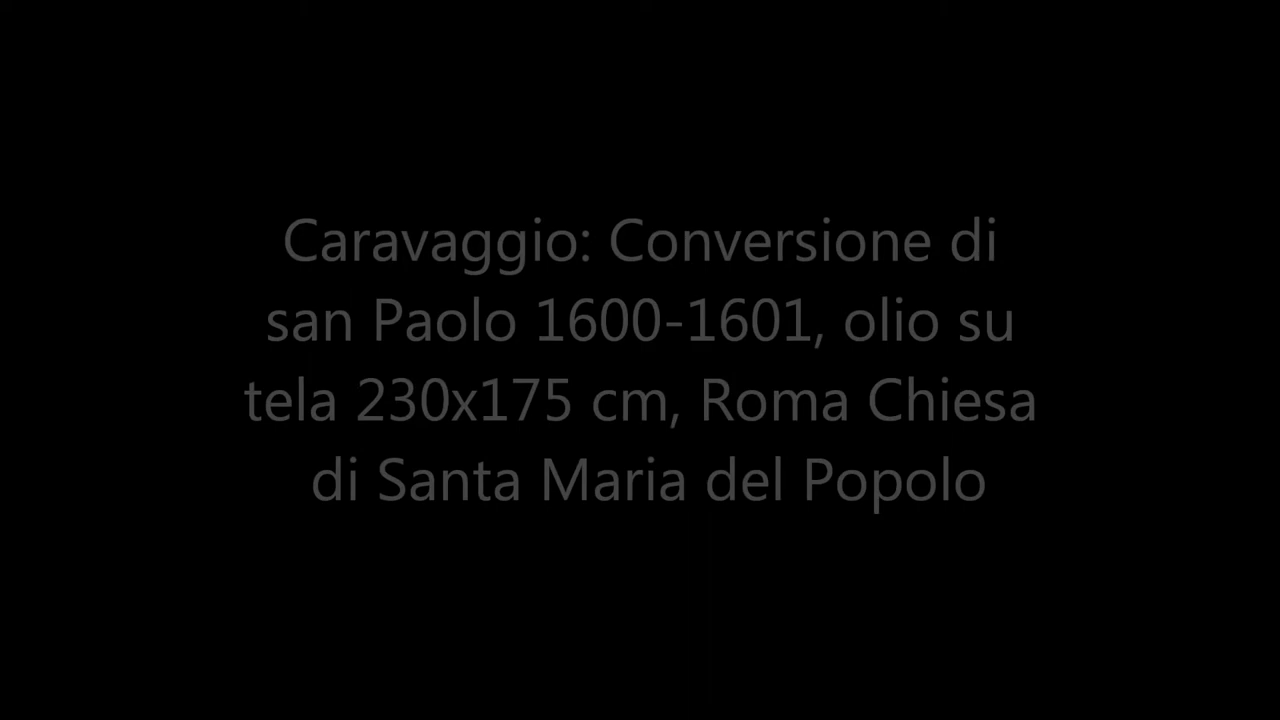 Caravaggio: Conversione di
san Paolo 1600-1601, olio su
tela 230x175 cm, Roma Chiesa
di Santa Maria del Popolo